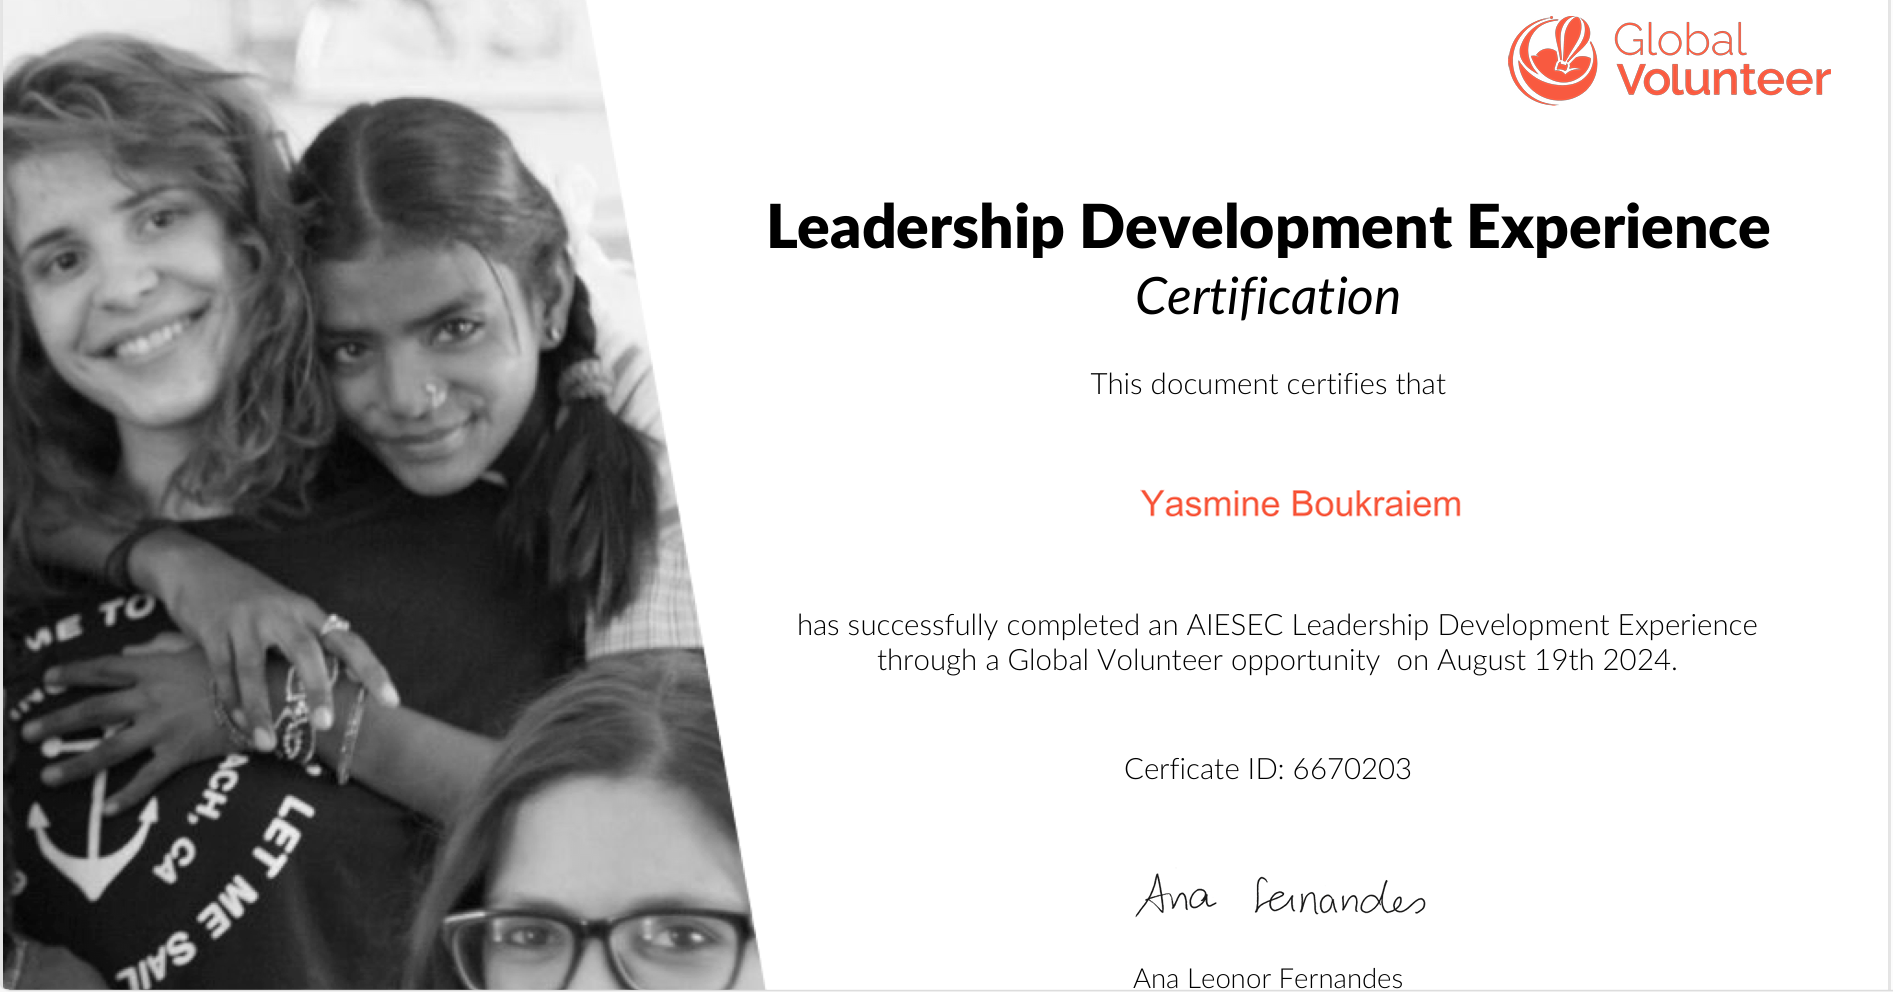 Global
Volunteer
Leadership Development Experience
Certification
This document certifies that
Yasmine Boukraiem
has successfully completed an AIESEC Leadership Development Experience
through a Global Volunteer opportunity  on August 19th 2024.
Cerficate ID: 6670203
Ana Fernandes
Ana Leonor Fernandes
ME TO
ACH, CA
LET ME SAIL